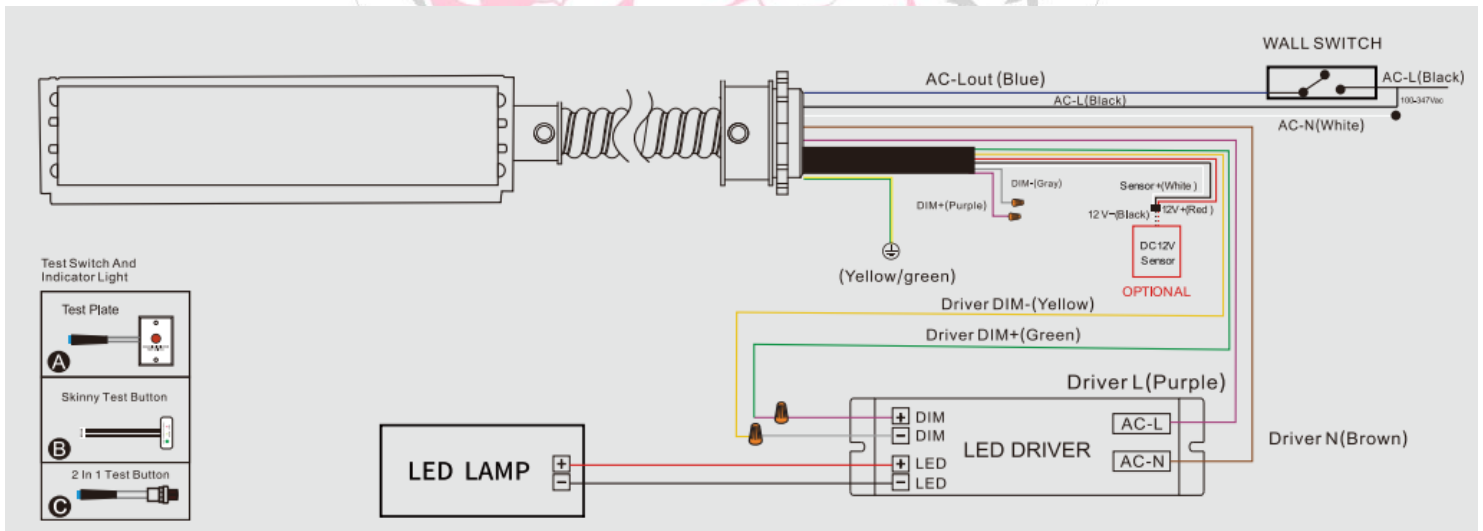 WALL SWITCH
AC-Lout (Blue)
AC-L(Black)
AC-L(Black)
100-347Vac
AC-N(White)
DIM-(Gray)
DIM+(Purple)
Sensor+(White)
12V-(Black)
12V+(Red)
DC12V
Sensor
OPTIONAL
(Yellow/green)
Test Switch And
Indicator Light
Test Plate
A
Skinny Test Button
B
2 In 1 Test Button
C
Driver DIM-(Yellow)
Driver DIM+(Green)
Driver L(Purple)
Driver N(Brown)
LED LAMP
+
-
+ DIM
- DIM
+ LED
- LED
LED DRIVER
AC-L
AC-N